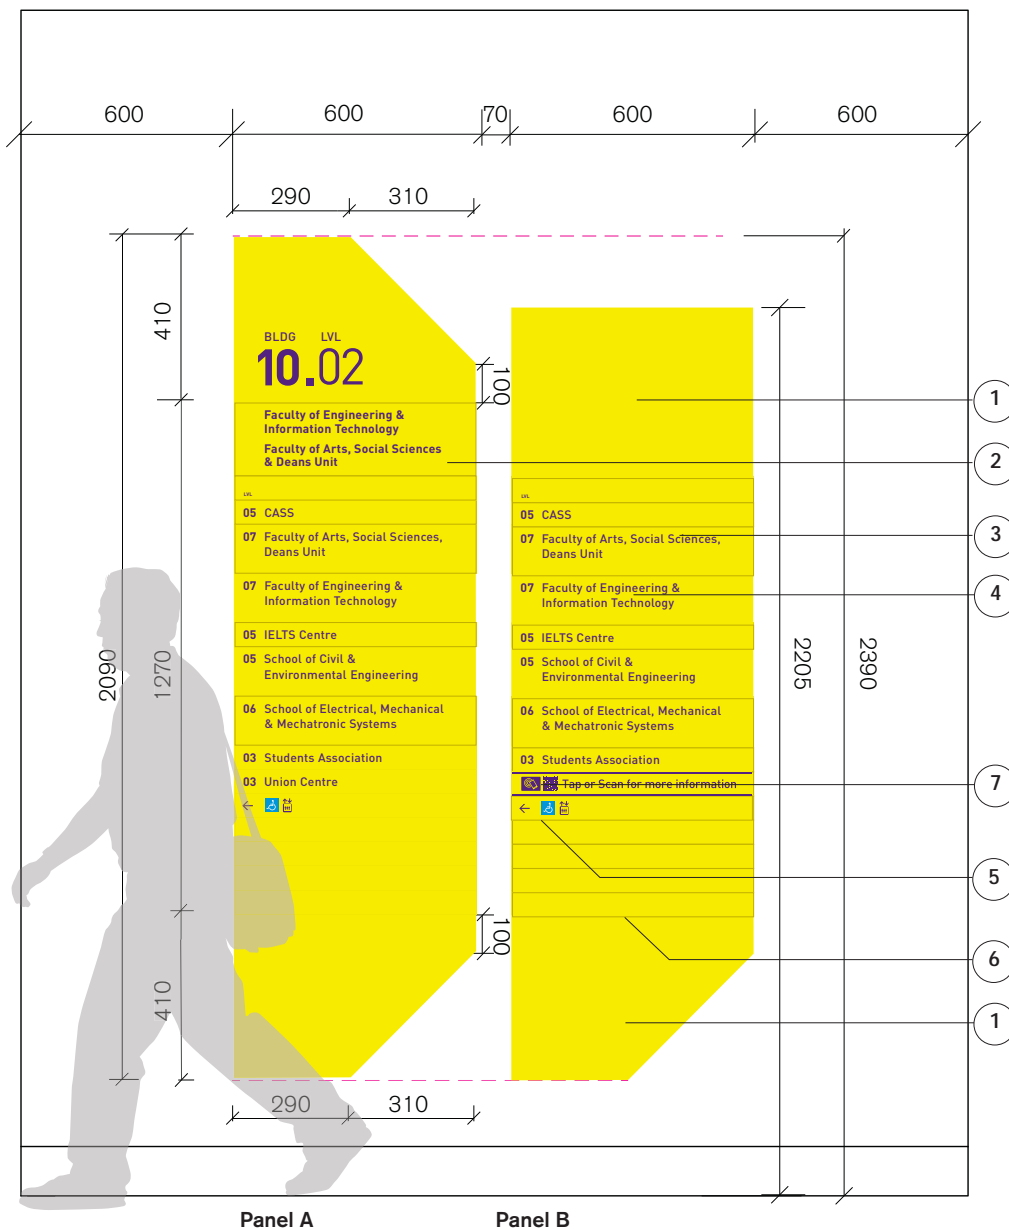 600 600 70 600 600
290 310
410
BLDG LVL
10.02
100
Faculty of Engineering &
Information Technology
Faculty of Arts, Social Sciences
& Deans Unit
LVL
05 CASS
07 Faculty of Arts, Social Sciences,
Deans Unit
07 Faculty of Engineering &
Information Technology
05 IELTS Centre
05 School of Civil &
Environmental Engineering
06 School of Electrical, Mechanical
& Mechatronic Systems
03 Students Association
03 Union Centre
2090
1270
410
100
290 310
LVL
05 CASS
07 Faculty of Arts, Social Sciences,
Deans Unit
07 Faculty of Engineering &
Information Technology
05 IELTS Centre
05 School of Civil &
Environmental Engineering
06 School of Electrical, Mechanical
& Mechatronic Systems
03 Students Association
Tap or Scan for more information
2205
2390
1
2
3
4
7
5
6
1
Panel A Panel B